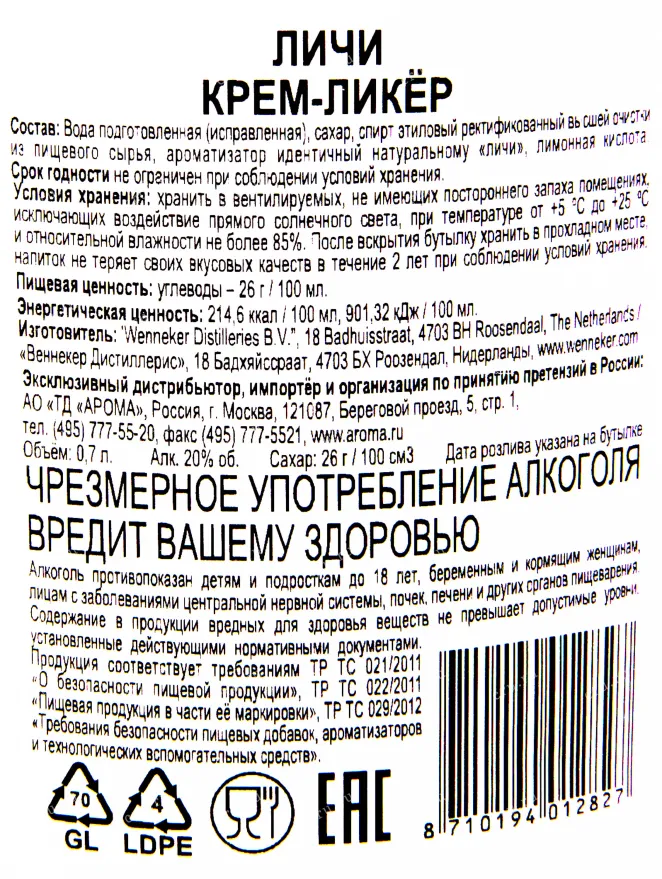 ЛИЧИ
КРЕМ-ЛИКЁР
Состав: Вода подготовленная (исправленная), сахар, спирт этиловый ректификованный высшей очистки
из пищевого сырья, ароматизатор идентичный натуральному «личи», лимонная кислота.
Срок годности не ограничен при соблюдении условий хранения.
Условия хранения: хранить в вентилируемых, не имеющих постороннего запаха помещениях,
исключающих воздействие прямого солнечного света, при температуре от +5 °С до +25 °С
и относительной влажности не более 85%. После вскрытия бутылку хранить в прохладном месте,
напиток не теряет своих вкусовых качеств в течение 2 лет при соблюдении условий хранения.
Пищевая ценность: углеводы – 26 г / 100 мл.
Энергетическая ценность: 214,6 ккал / 100 мл, 901,32 кДж / 100 мл.
Изготовитель: "Wenneker Distilleries B.V.", 18 Badhuisstraat, 4703 BH Roosendaal, The Netherlands /
«Веннекер Дистиллерис», 18 Бадхяйсстраат, 4703 БХ Роозендал, Нидерланды, www.wenneker.com
Эксклюзивный дистрибьютор, импортёр и организация по принятию претензий в России:
АО «ТД «АРОМА», Россия, г. Москва, 121087, Береговой проезд, 5, стр. 1,
тел. (495) 777-55-20, факс (495) 777-5521, www.aroma.ru
Объём: 0,7 л. Алк. 20% об. Сахар: 26 г / 100 см3 Дата розлива указана на бутылке
ЧРЕЗМЕРНОЕ УПОТРЕБЛЕНИЕ АЛКОГОЛЯ
ВРЕДИТ ВАШЕМУ ЗДОРОВЬЮ
Алкоголь противопоказан детям и подросткам до 18 лет, беременным и кормящим женщинам,
лицам с заболеваниями центральной нервной системы, почек, печени и других органов пищеварения.
Содержание в продукции вредных для здоровья веществ не превышает допустимые уровни,
установленные действующими нормативными документами.
Продукция соответствует требованиям ТР ТС 021/2011
«О безопасности пищевой продукции», ТР ТС 022/2011
«Пищевая продукция в части её маркировки», ТР ТС 029/2012
«Требования безопасности пищевых добавок, ароматизаторов
и технологических вспомогательных средств».
70
GL
4
LDPE
EAC
8 710194 012827